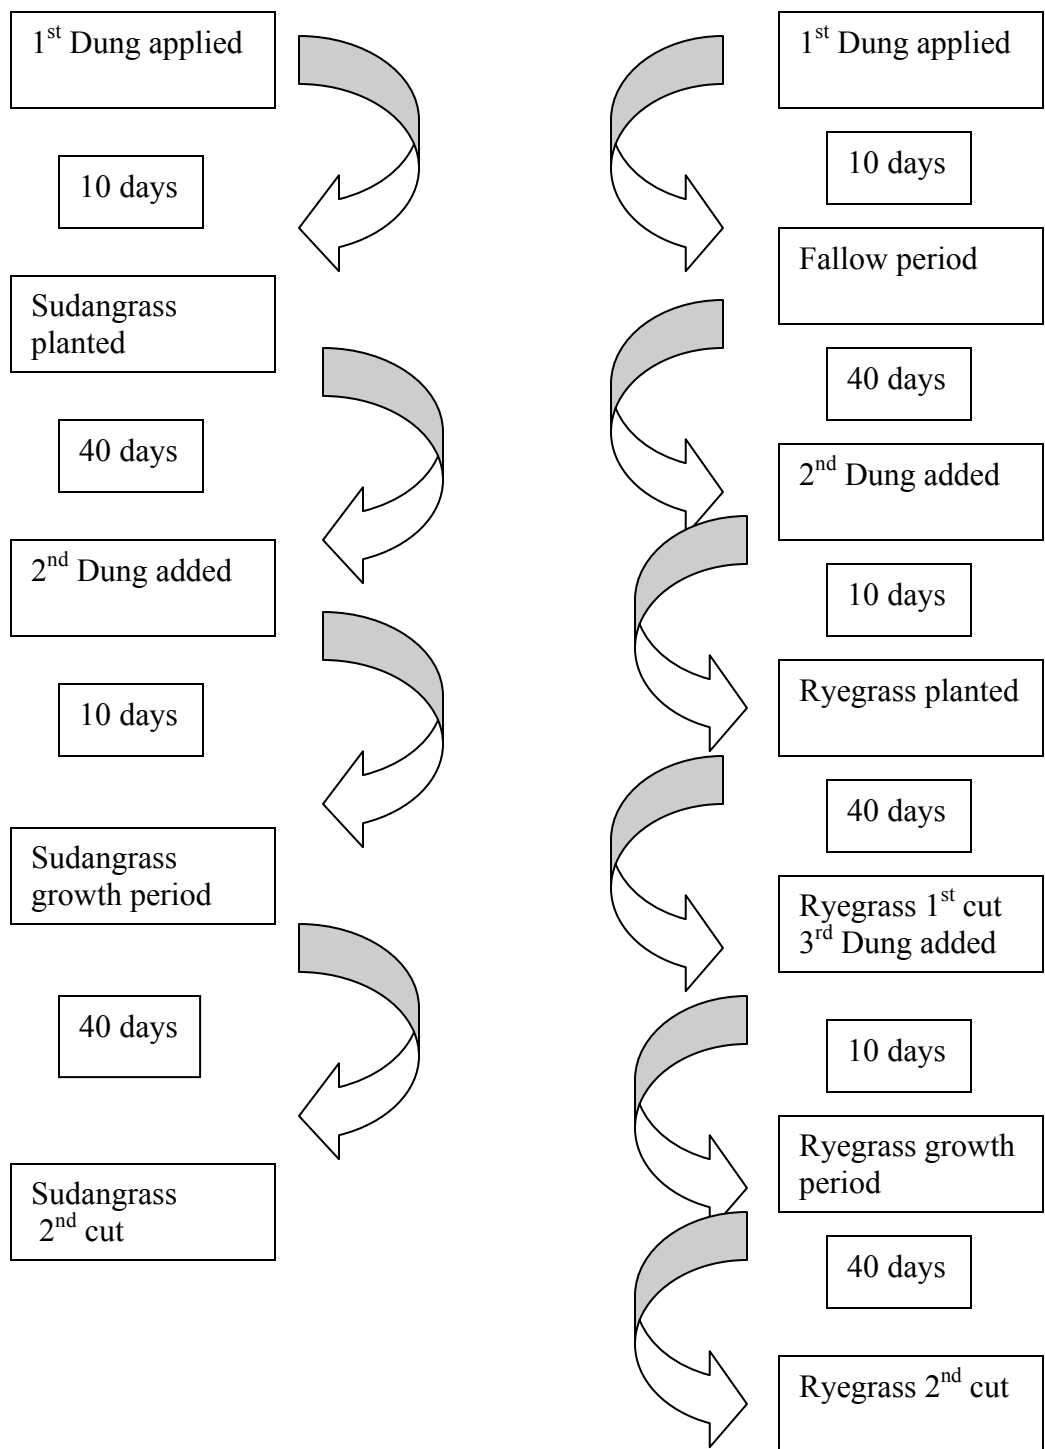 1st Dung applied
10 days
Sudangrass
planted
40 days
2nd Dung added
10 days
Sudangrass
growth period
40 days
Sudangrass
2nd cut
1st Dung applied
10 days
Fallow period
40 days
2nd Dung added
10 days
Ryegrass planted
40 days
Ryegrass 1st cut
3rd Dung added
10 days
Ryegrass growth
period
40 days
Ryegrass 2nd cut